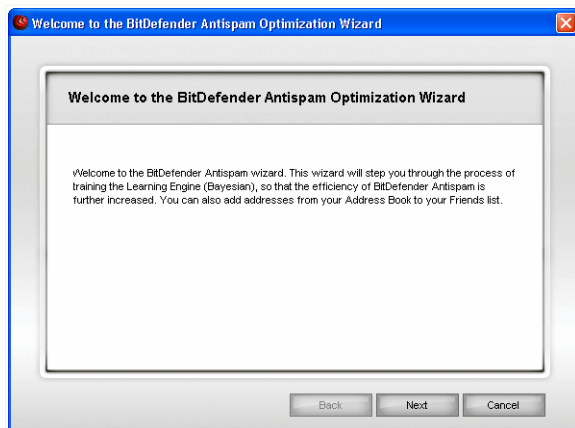 Welcome to the BitDefender Antispam Optimization Wizard
Welcome to the BitDefender Antispam Optimization Wizard
Welcome to the BitDefender Antispam wizard. This wizard will step you through the process of
training the Learning Engine (Bayesian), so that the efficiency of BitDefender Antispam is
further increased. You can also add addresses from your Address Book to your Friends list.
Back Next Cancel